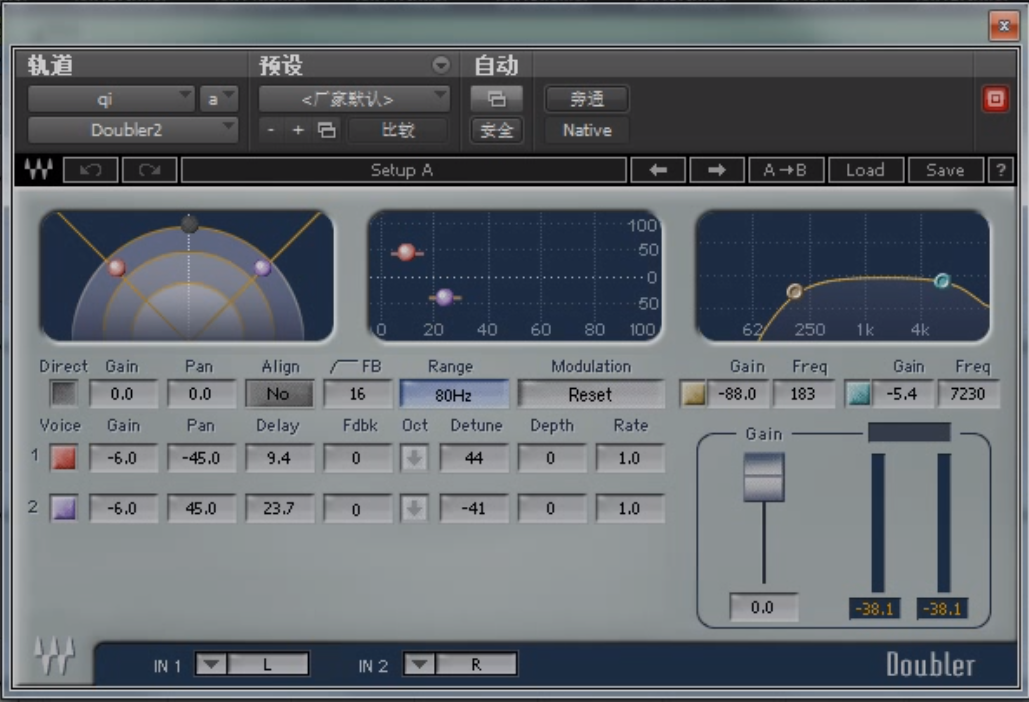 轨道 预设 自动
qi a <厂家默认> 旁通
Doubler2 - + 比较 安全 Native
Setup A ← → A→B Load Save ?
100
50
0
50
0 20 40 60 80 100
62 250 1k 4k
Direct Gain Pan Align FB Range Modulation Gain Freq Gain Freq
0.0 0.0 No 16 80Hz Reset -88.0 183 -5.4 7230
Voice Gain Pan Delay Fdbk Oct Detune Depth Rate Gain
1 -6.0 -45.0 9.4 0 44 0 1.0
2 -6.0 45.0 23.7 0 -41 0 1.0
0.0 -38.1 -38.1
IN 1 L IN 2 R Doubler